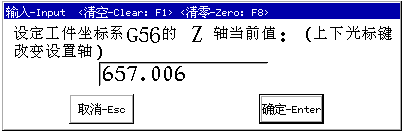 输入-Input <清空-Clear: F1> <清零-Zero: F8>
设定工件坐标系G56的 Z 轴当前值：(上下光标键
改变设置轴)
657.006
取消-Esc 确定-Enter